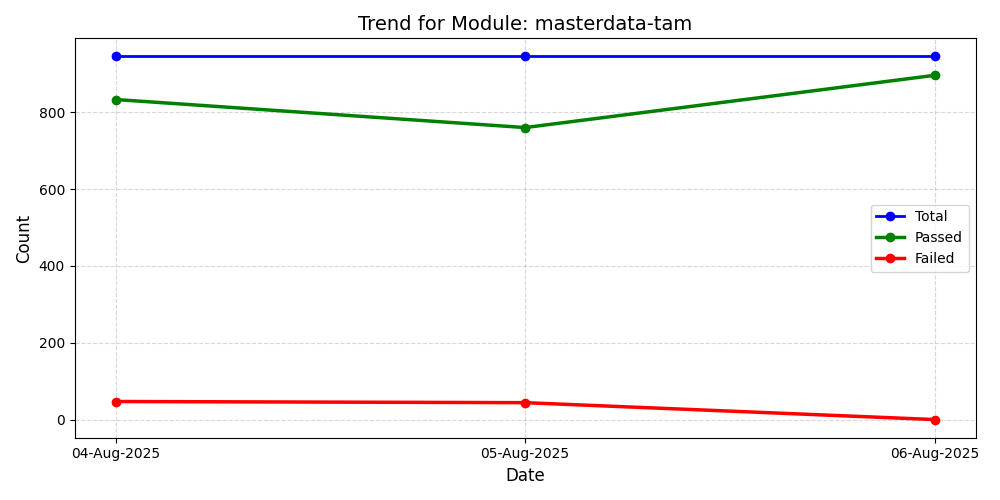 Trend for Module: masterdata-tam
Count
800
600
400
200
0
Total
Passed
Failed
04-Aug-2025
05-Aug-2025
06-Aug-2025
Date